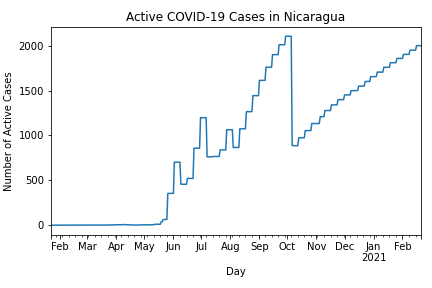 Active COVID-19 Cases in Nicaragua
Number of Active Cases
2000
1500
1000
500
0
Feb Mar Apr May Jun Jul Aug Sep Oct Nov Dec Jan Feb
2021
Day